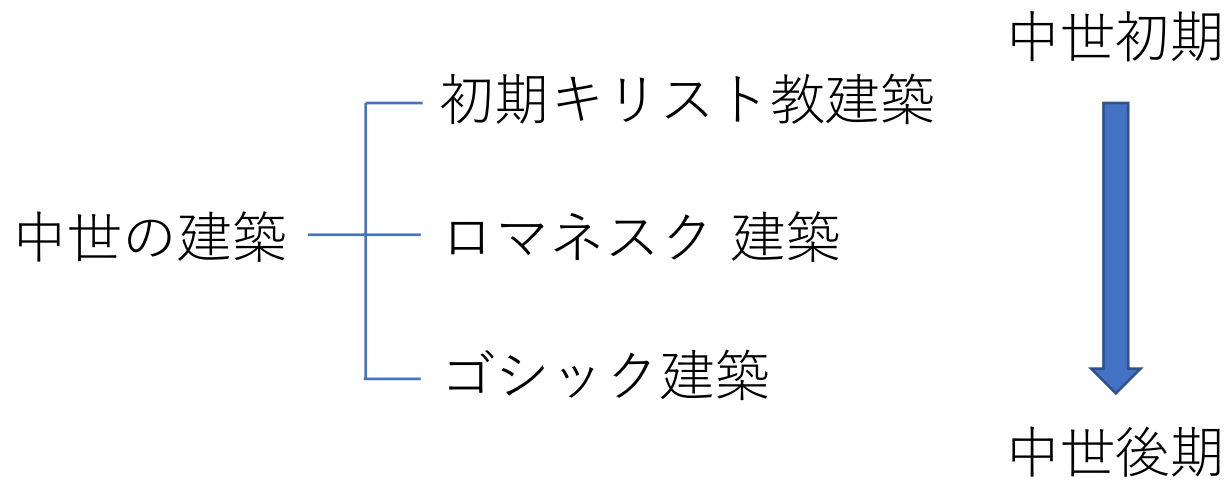 中世初期
初期キリスト教建築
中世の建築
ロマネスク 建築
ゴシック建築
中世後期